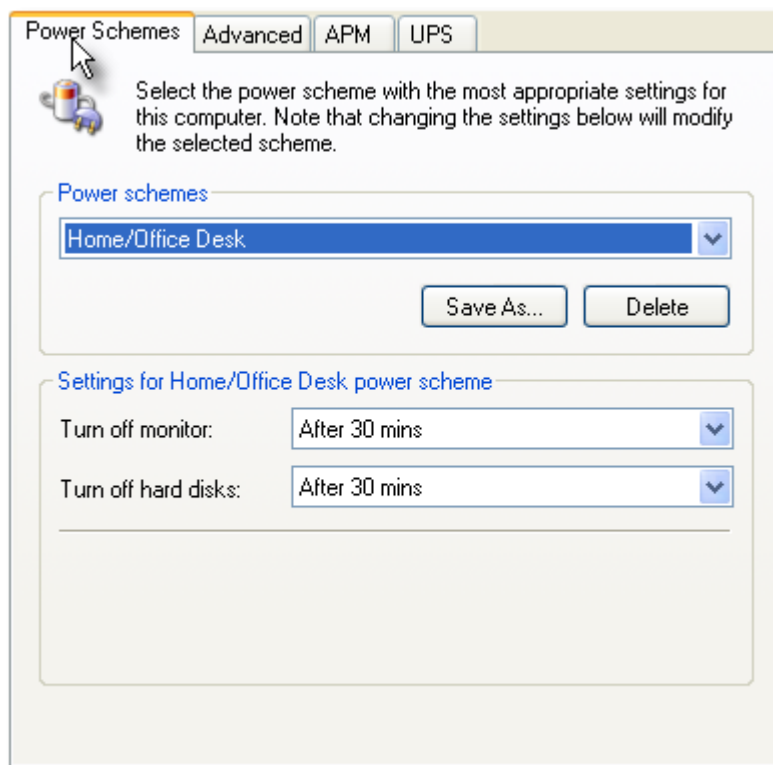 Power Schemes Advanced APM UPS
Select the power scheme with the most appropriate settings for
this computer. Note that changing the settings below will modify
the selected scheme.
Power schemes
Home/Office Desk
Save As... Delete
Settings for Home/Office Desk power scheme
Turn off monitor: After 30 mins
Turn off hard disks: After 30 mins